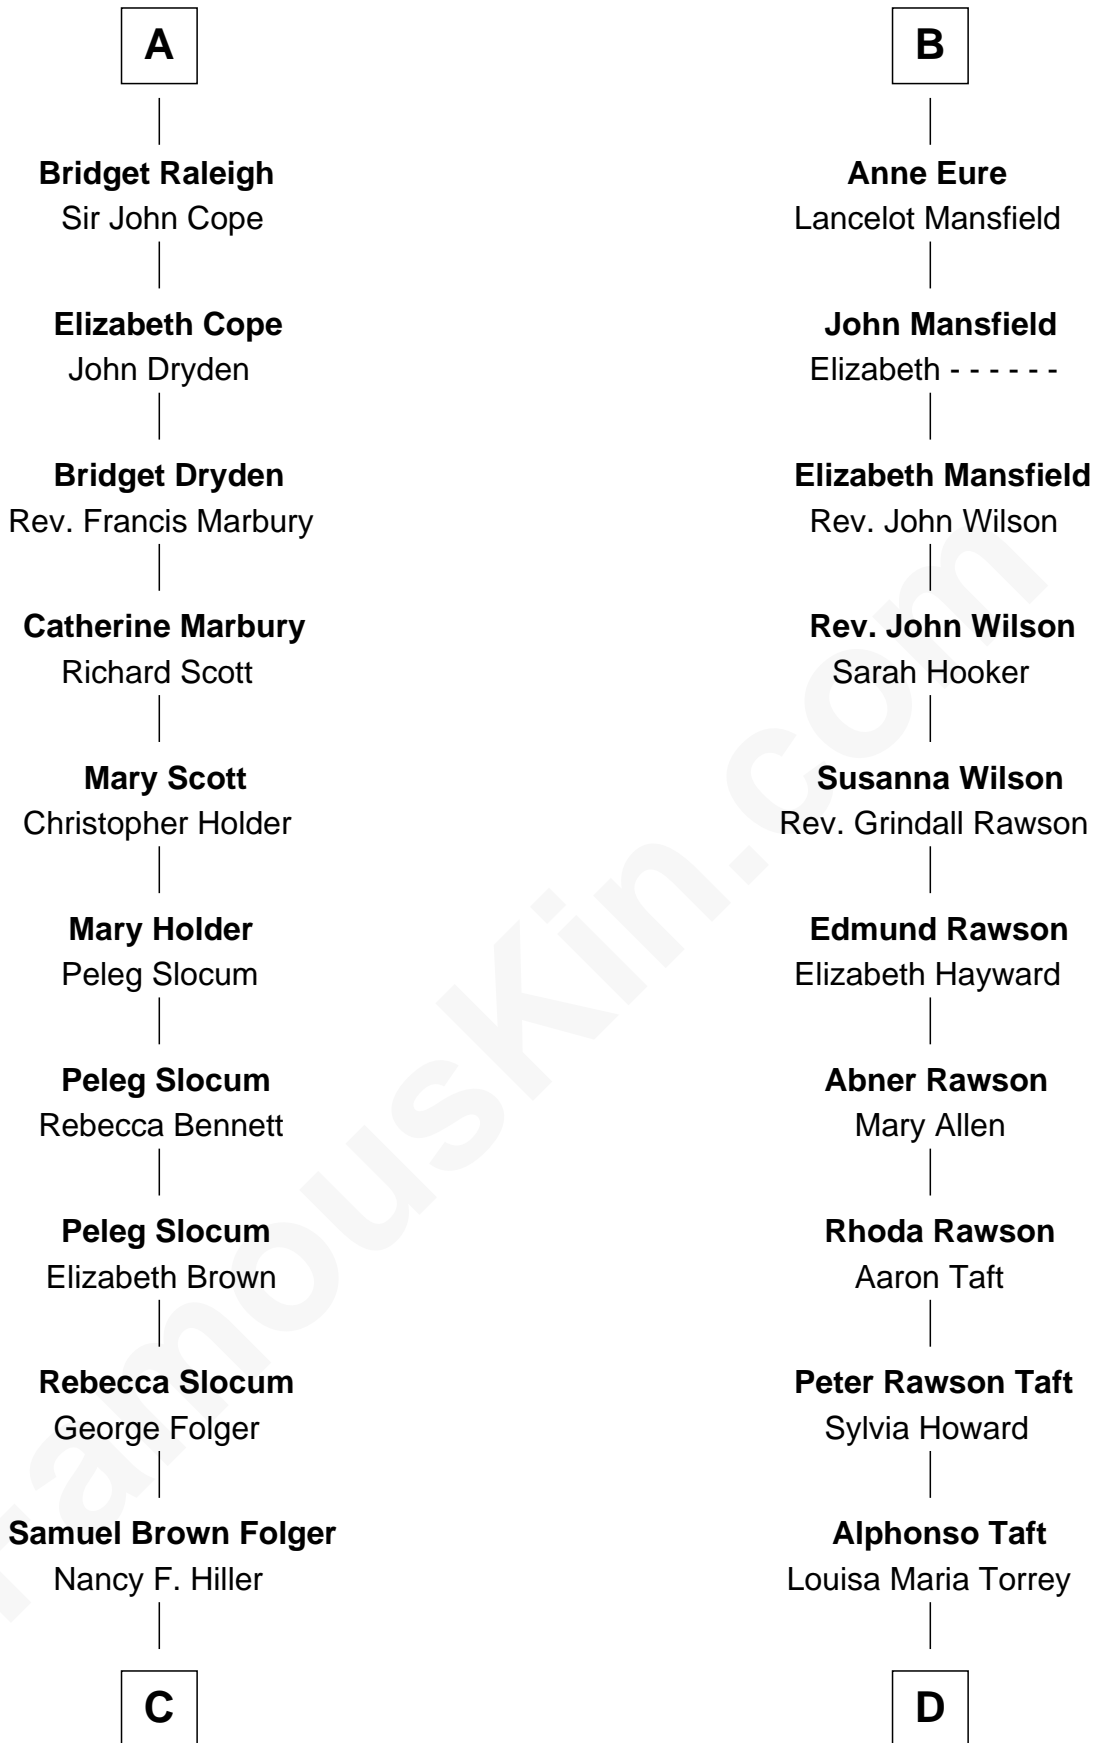 A
Bridget Raleigh
Sir John Cope
Elizabeth Cope
John Dryden
Bridget Dryden
Rev. Francis Marbury
Catherine Marbury
Richard Scott
Mary Scott
Christopher Holder
Mary Holder
Peleg Slocum
Peleg Slocum
Rebecca Bennett
Peleg Slocum
Elizabeth Brown
Rebecca Slocum
George Folger
Samuel Brown Folger
Nancy F. Hiller
C
B
Anne Eure
Lancelot Mansfield
John Mansfield
Elizabeth - - - - - -
Elizabeth Mansfield
Rev. John Wilson
Rev. John Wilson
Sarah Hooker
Susanna Wilson
Rev. Grindall Rawson
Edmund Rawson
Elizabeth Hayward
Abner Rawson
Mary Allen
Rhoda Rawson
Aaron Taft
Peter Rawson Taft
Sylvia Howard
Alphonso Taft
Louisa Maria Torrey
D
FamousKin.com